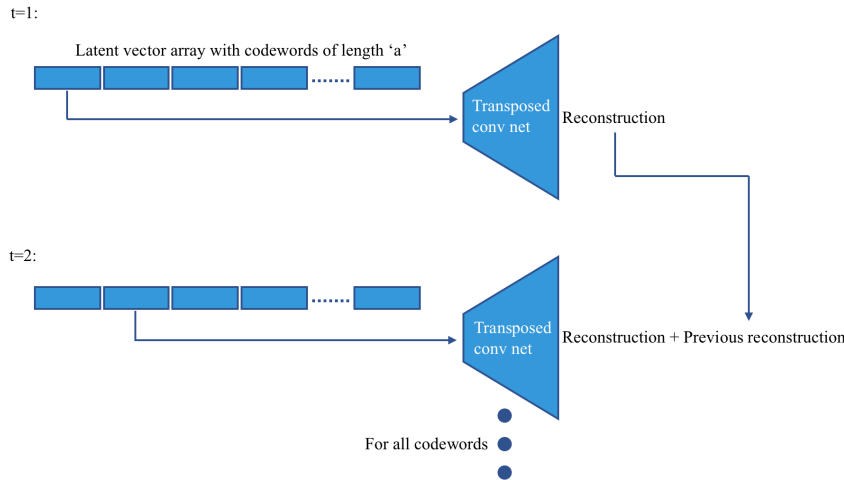 t=1:
Latent vector array with codewords of length ‘a’
Transposed
conv net
Reconstruction
t=2:
Transposed
conv net
Reconstruction + Previous reconstruction
For all codewords